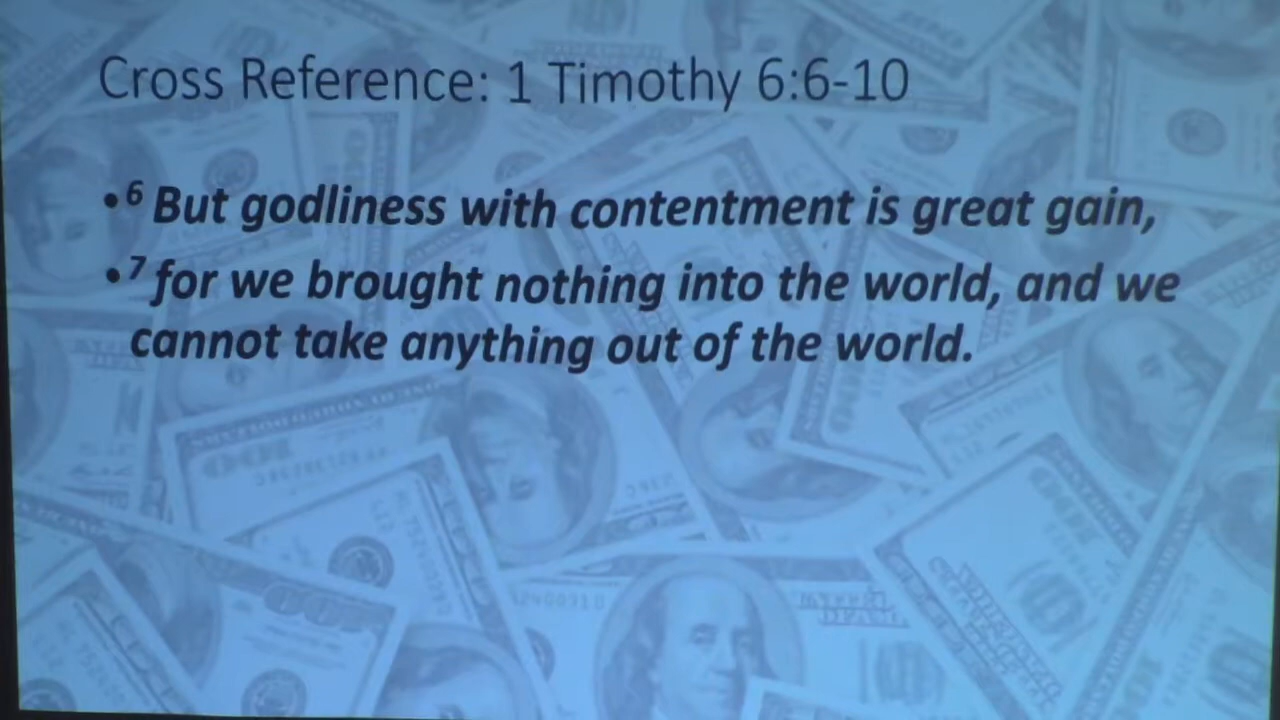 Cross Reference: 1 Timothy 6:6-10
•⁶ But godliness with contentment is great gain,
•⁷ for we brought nothing into the world, and we
cannot take anything out of the world.